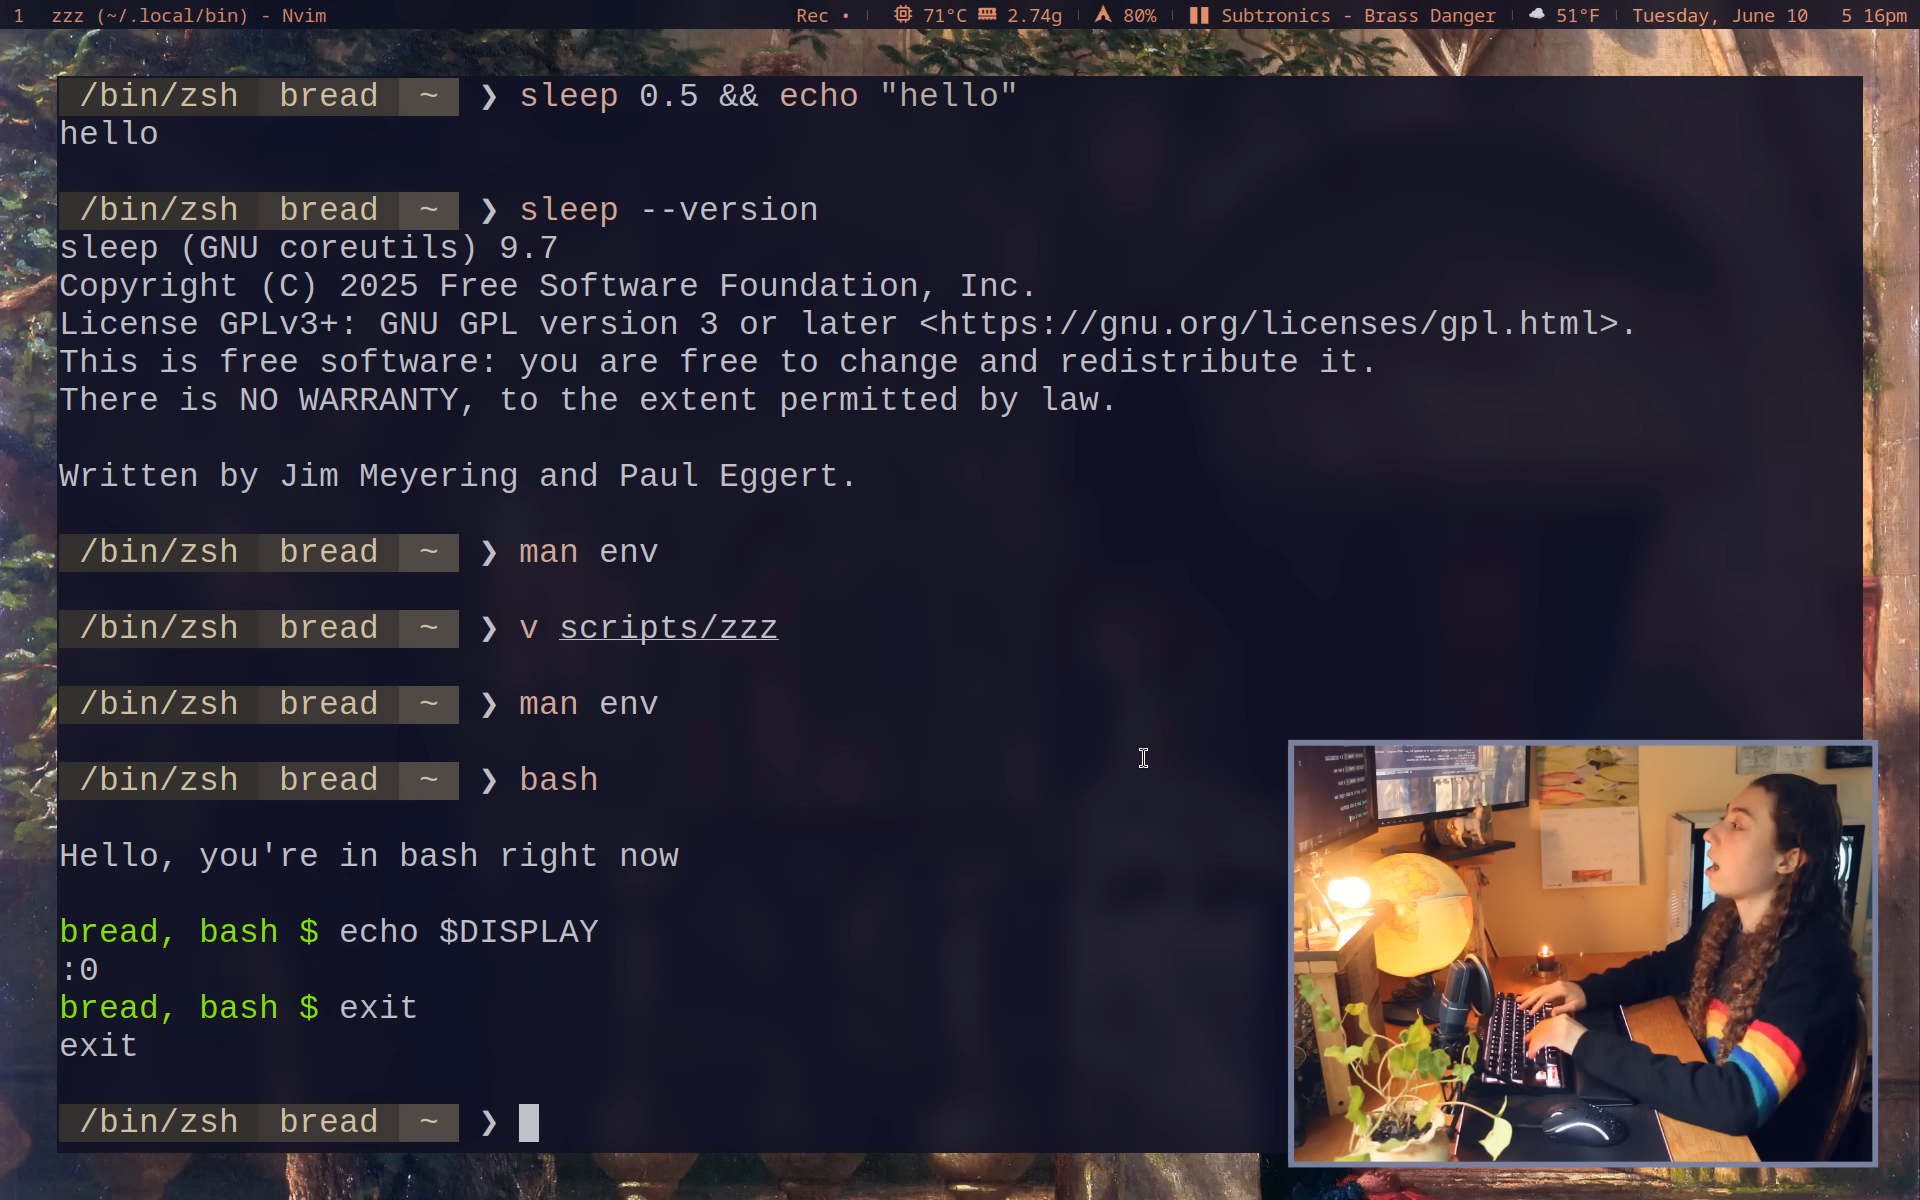 1 zzz (~/.local/bin) - Nvim Rec • 71°C 2.74g 80% Subtronics - Brass Danger 51°F Tuesday, June 10 5 16pm
/bin/zsh bread ~ ❯ sleep 0.5 && echo "hello"
hello
/bin/zsh bread ~ ❯ sleep --version
sleep (GNU coreutils) 9.7
Copyright (C) 2025 Free Software Foundation, Inc.
License GPLv3+: GNU GPL version 3 or later <https://gnu.org/licenses/gpl.html>.
This is free software: you are free to change and redistribute it.
There is NO WARRANTY, to the extent permitted by law.
Written by Jim Meyering and Paul Eggert.
/bin/zsh bread ~ ❯ man env
/bin/zsh bread ~ ❯ v scripts/zzz
/bin/zsh bread ~ ❯ man env
/bin/zsh bread ~ ❯ bash
Hello, you're in bash right now
bread, bash $ echo $DISPLAY
:0
bread, bash $ exit
exit
/bin/zsh bread ~ ❯